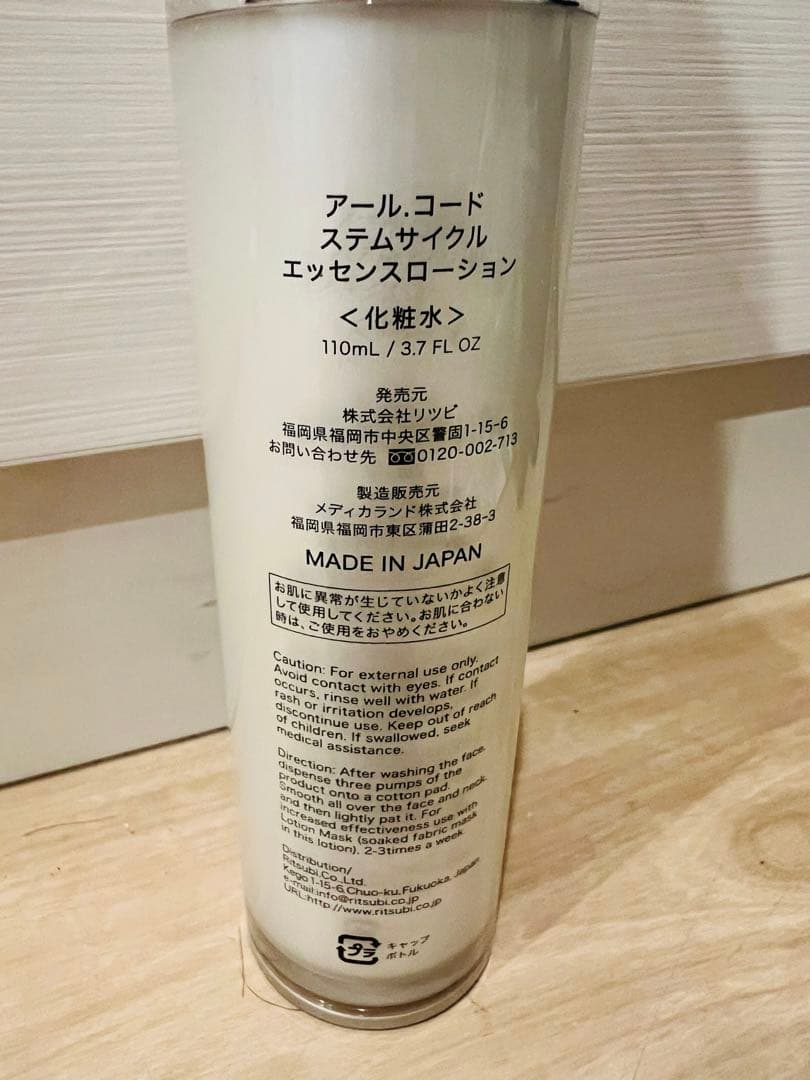 アール.コード
ステムサイクル
エッセンスローション
<化粧水>
110mL / 3.7 FL OZ
発売元
株式会社リツビ
福岡県福岡市中央区警固1-15-6
お問い合わせ先 0120-002-713
製造販売元
メディカランド株式会社
福岡県福岡市東区蒲田2-38-3
MADE IN JAPAN
お肌に異常が生じていないかよく注意
して使用してください。お肌に合わない
時は、ご使用をおやめください。
Caution: For external use only.
Avoid contact with eyes. If contact
occurs, rinse well with water. If
rash or irritation develops,
discontinue use. Keep out of reach
of children. If swallowed, seek
medical assistance.
Direction: After washing the face,
dispense three pumps of the
product onto a cotton pad.
Smooth all over the face and neck,
and then lightly pat it. For
increased effectiveness use with
Lotion Mask (soaked fabric mask
in this lotion), 2-3times a week.
Distribution/
Ritsubi.Co.,Ltd.
Kego 1-15-6, Chuo-ku, Fukuoka, Japan
e-mail:info@ritsubi.co.jp
URL:http://www.ritsubi.co.jp
プラ キャップ
ボトル